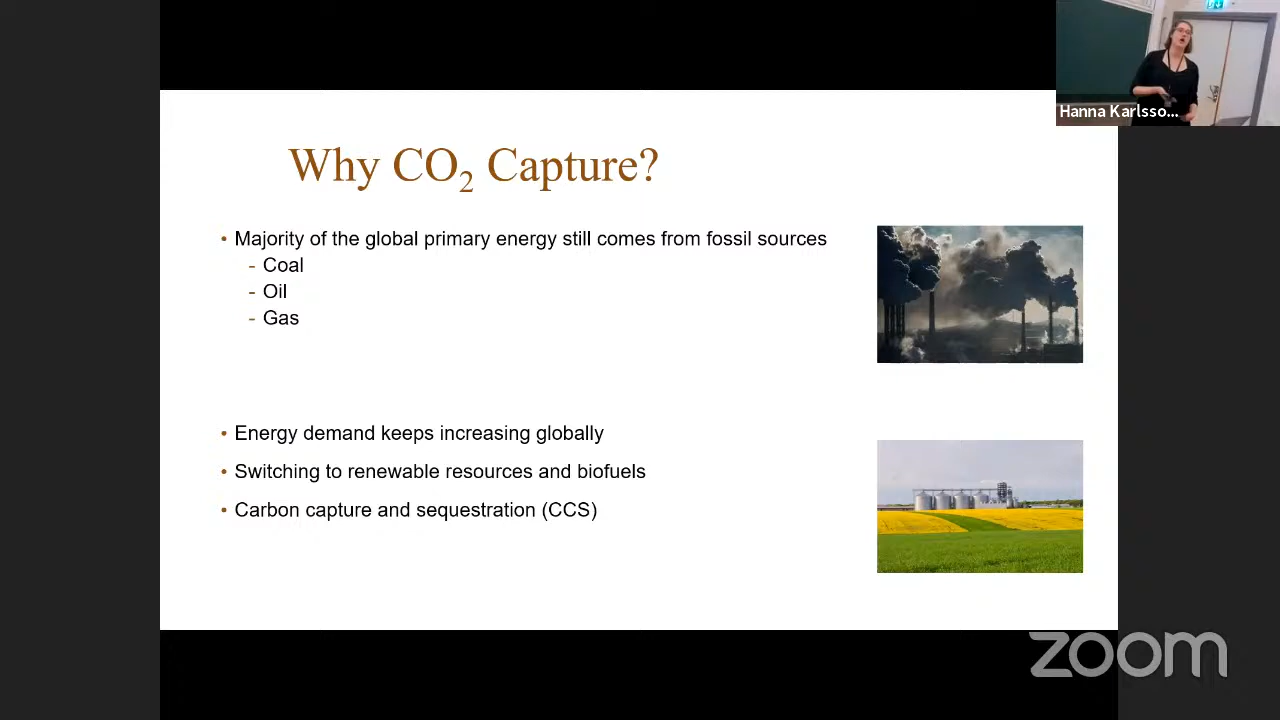 Hanna Karlsso...
Why CO₂ Capture?
• Majority of the global primary energy still comes from fossil sources
- Coal
- Oil
- Gas
• Energy demand keeps increasing globally
• Switching to renewable resources and biofuels
• Carbon capture and sequestration (CCS)
zoom